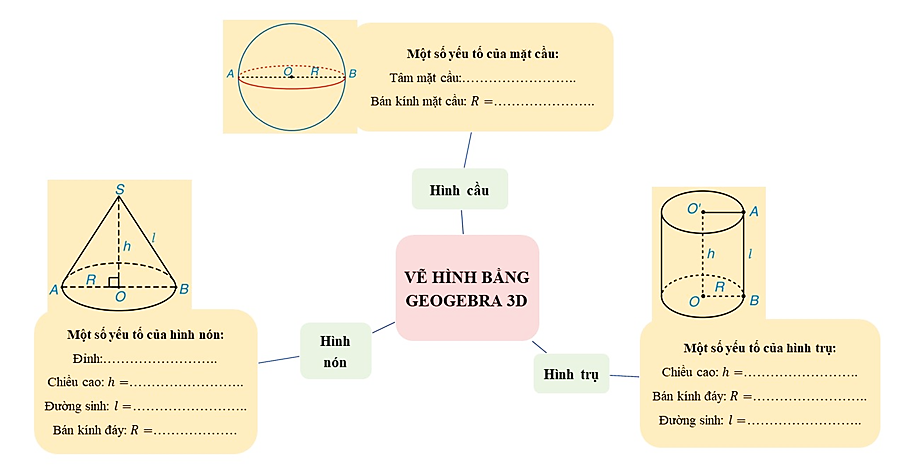 A
O
R
B
Một số yếu tố của mặt cầu:
Tâm mặt cầu:……………………..
Bán kính mặt cầu: R =…………………..
Hình cầu
S
h
l
R
A
O
B
Một số yếu tố của hình nón:
Đỉnh:……………………..
Chiều cao: h =……………………..
Đường sinh: l =……………………..
Bán kính đáy: R =……………….
Hình
nón
VẼ HÌNH BẰNG
GEOGEBRA 3D
Hình trụ
O'
A
h
l
R
O
B
Một số yếu tố của hình trụ:
Chiều cao: h =……………………..
Bán kính đáy: R =……………………..
Đường sinh: l =……………………..